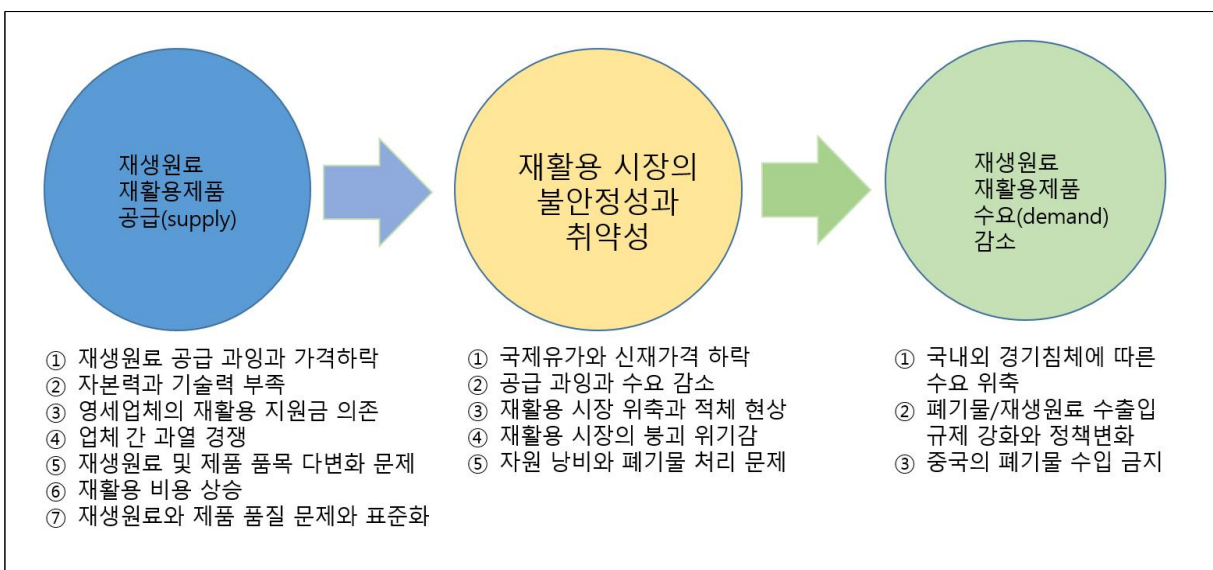 재생원료
재활용제품
공급(supply)
재활용 시장의
불안정성과
취약성
재생원료
재활용제품
수요(demand)
감소
① 재생원료 공급 과잉과 가격하락
② 자본력과 기술력 부족
③ 영세업체의 재활용 지원금 의존
④ 업체간 과열 경쟁
⑤ 재생원료 및 제품 품목 다변화 문제
⑥ 재활용 비용 상승
⑦ 재생원료와 제품 품질 문제와 표준화
① 국제유가와 신재가격 하락
② 공급 과잉과 수요 감소
③ 재활용 시장 위축과 적체 현상
④ 재활용 시장의 붕괴 위기감
⑤ 자원 낭비와 폐기물 처리 문제
① 국내외 경기침체에 따른
수요 위축
② 폐기물/재생원료 수출입
규제 강화와 정책변화
③ 중국의 폐기물 수입 금지